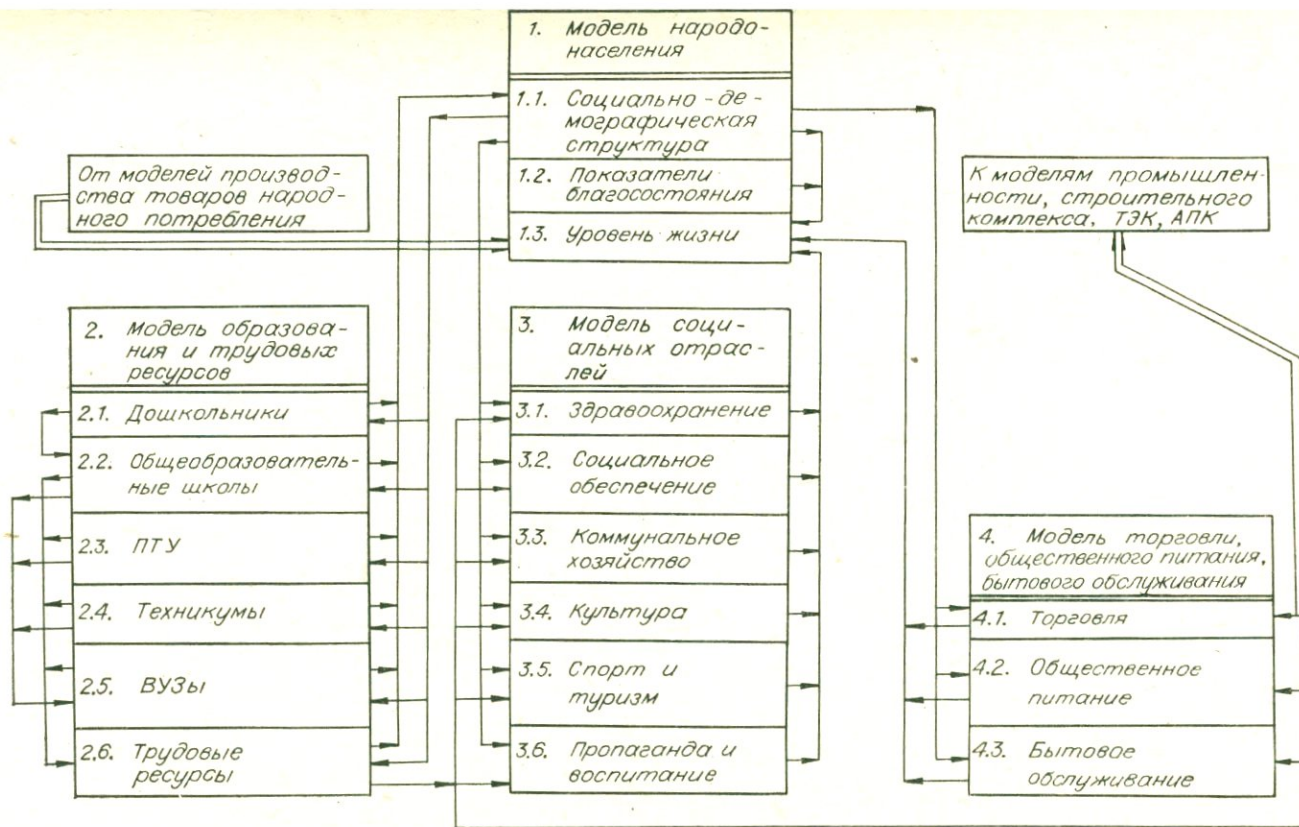 1. Модель народо-
населения
1.1. Социально-де-
мографическая
структура
1.2. Показатели
благосостояния
1.3. Уровень жизни
От моделей производ-
ства товаров народ-
ного потребления
К моделям промышлен-
ности, строительного
комплекса, ТЭК, АПК
2. Модель образова-
ния и трудовых
ресурсов
2.1. Дошкольники
2.2. Общеобразователь-
ные школы
2.3. ПТУ
2.4. Техникумы
2.5. ВУЗы
2.6. Трудовые
ресурсы
3. Модель соци-
альных отрас-
лей
3.1. Здравоохранение
3.2. Социальное
обеспечение
3.3. Коммунальное
хозяйство
3.4. Культура
3.5. Спорт и
туризм
3.6. Пропаганда и
воспитание
4. Модель торговли,
общественного питания,
бытового обслуживания
4.1. Торговля
4.2. Общественное
питание
4.3. Бытовое
обслуживание